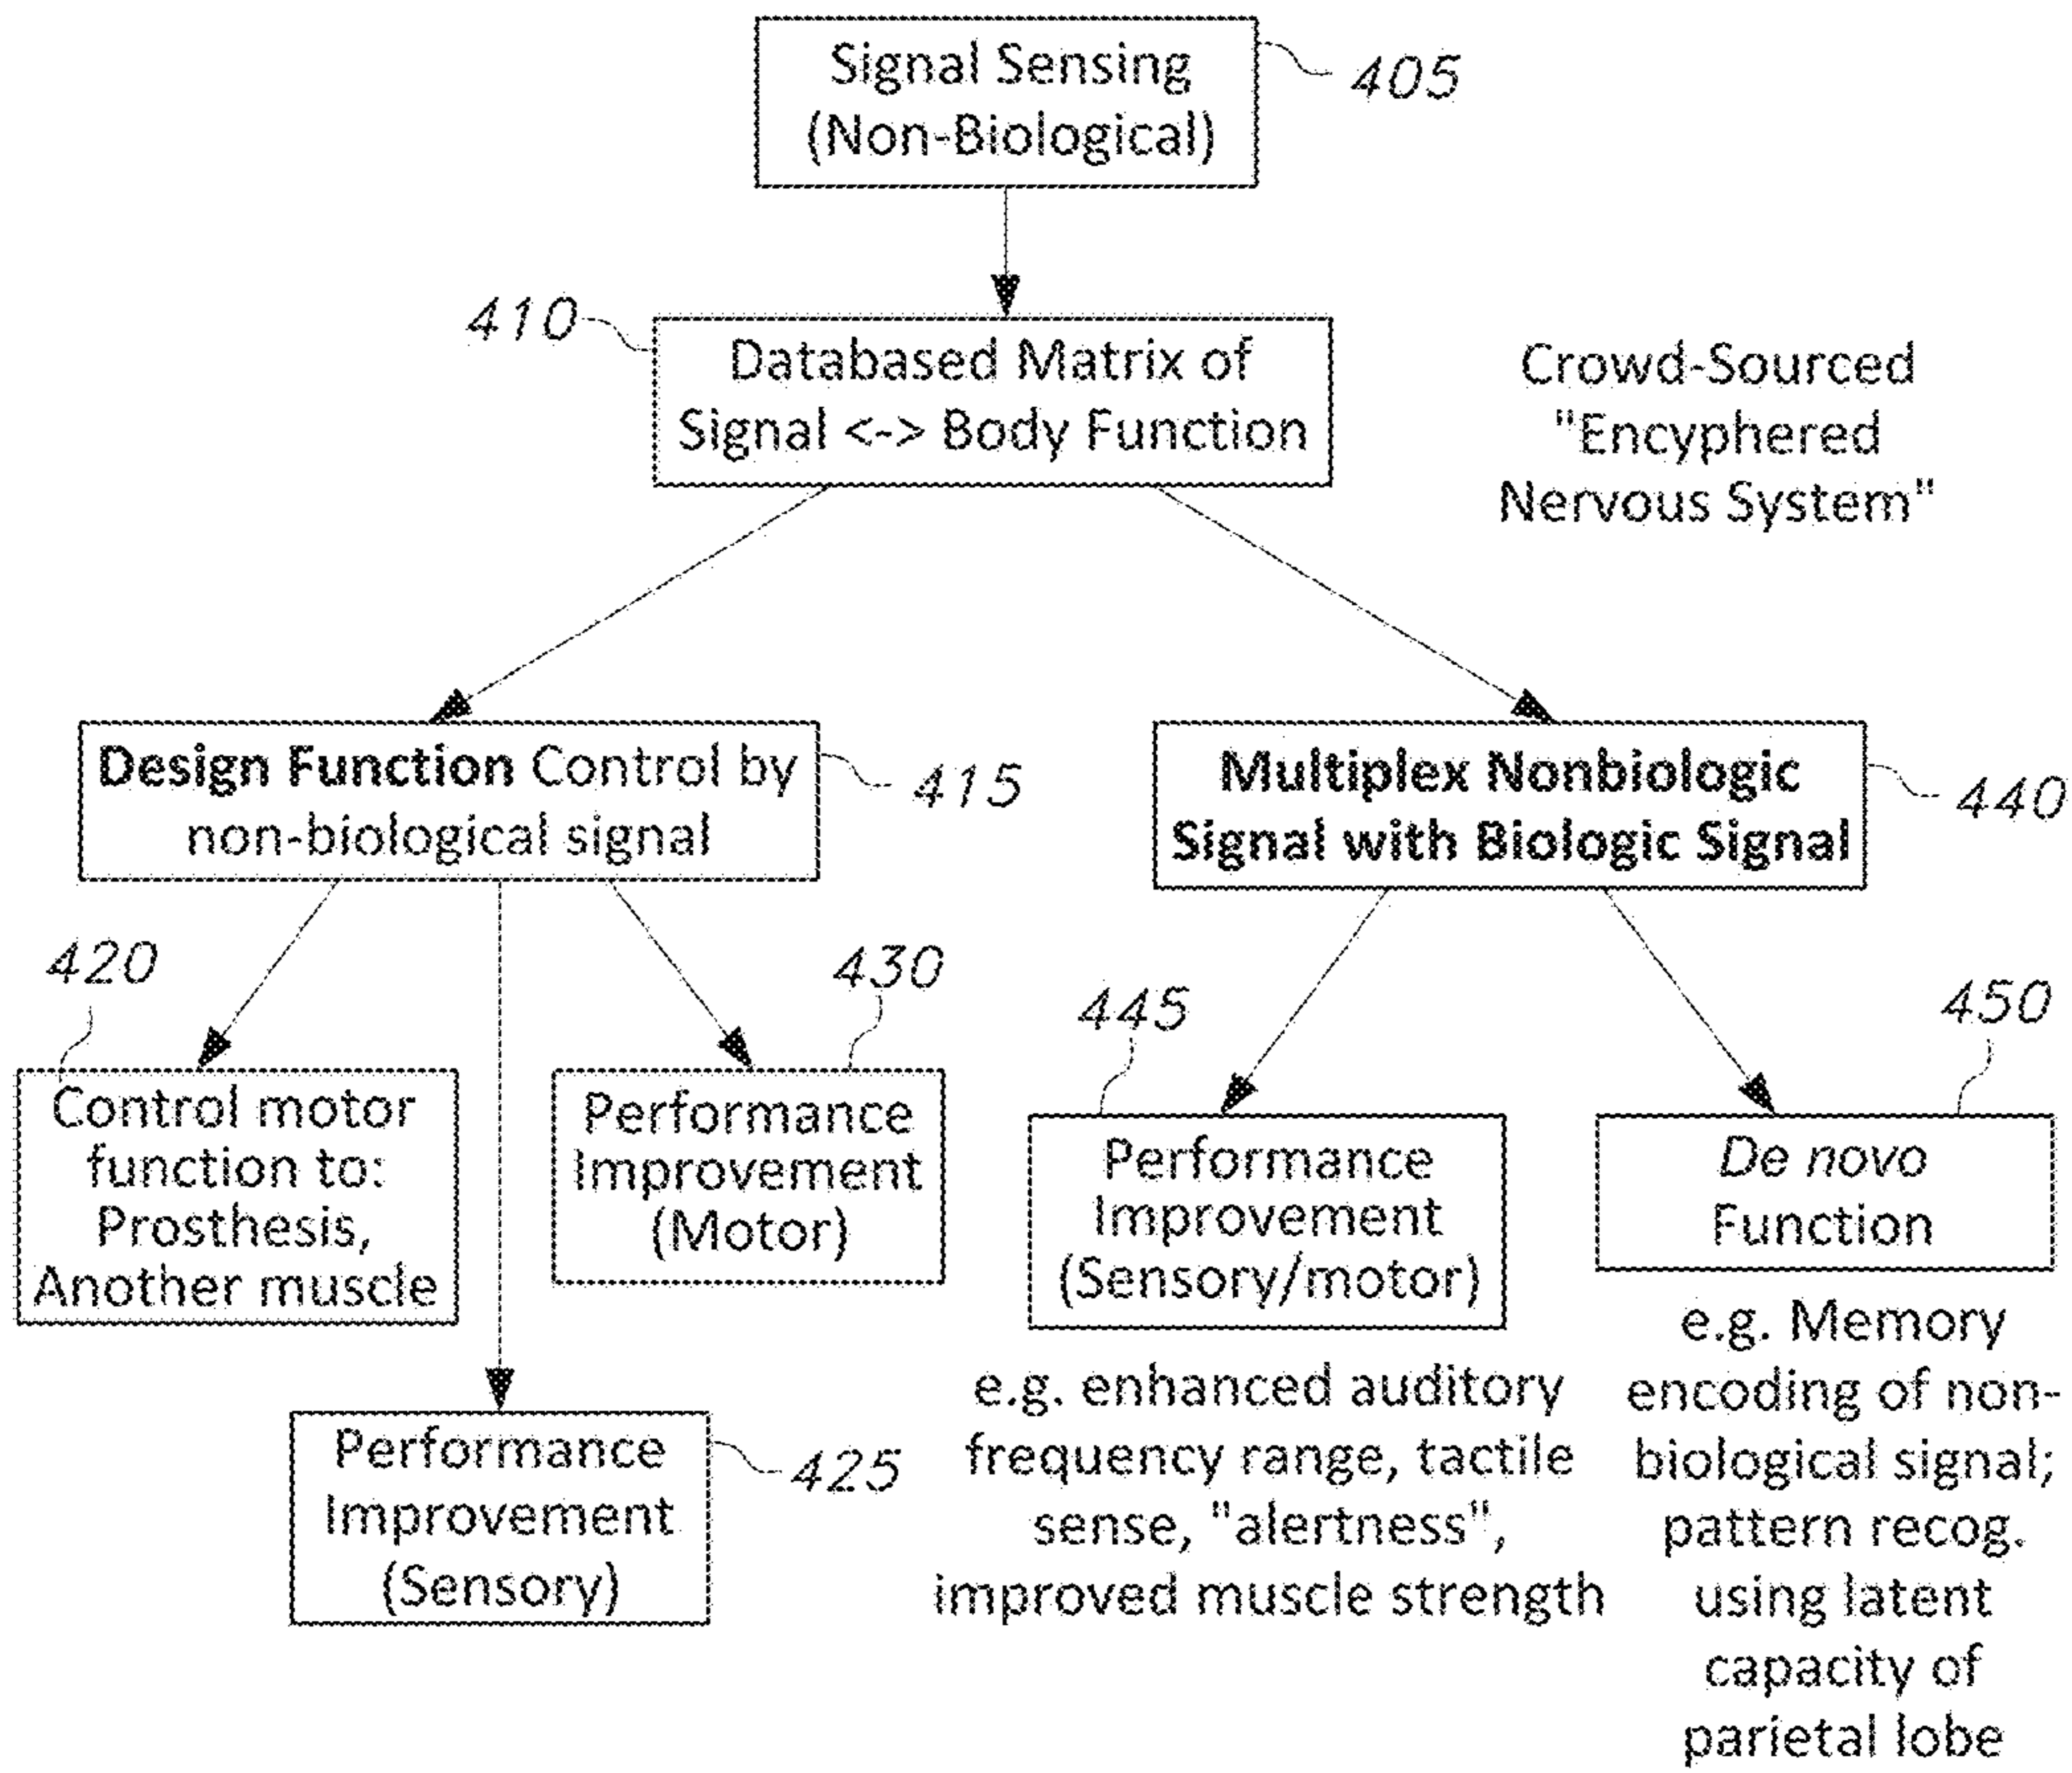 Signal Sensing
(Non-Biological)
405
410
Databased Matrix of
Signal <-> Body Function
Crowd-Sourced
"Encyphered
Nervous System"
Design Function Control by
non-biological signal
415
Multiplex Nonbiologic
Signal with Biologic Signal
440
420
Control motor
function to:
Prosthesis,
Another muscle
430
Performance
Improvement
(Motor)
425
Performance
Improvement
(Sensory)
445
Performance
Improvement
(Sensory/motor)
e.g. enhanced auditory
frequency range, tactile
sense, "alertness",
improved muscle strength
450
De novo
Function
e.g. Memory
encoding of non-
biological signal;
pattern recog.
using latent
capacity of
parietal lobe